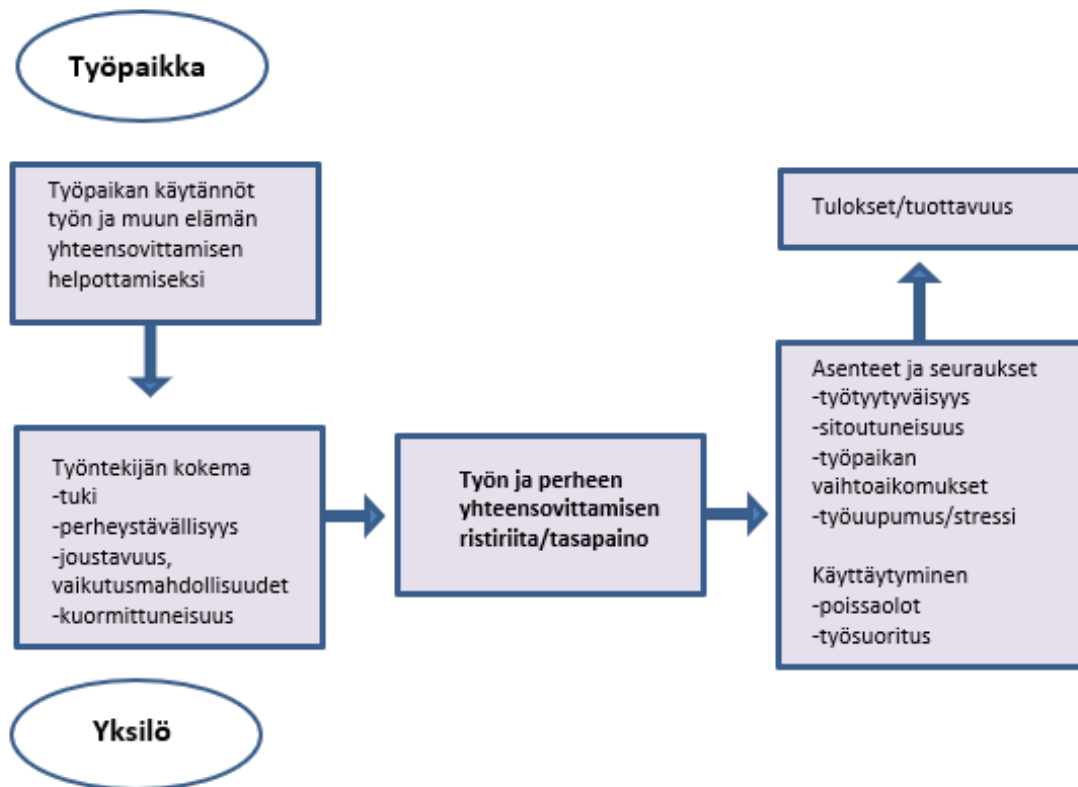 Työpaikka
Työpaikan käytännöt
työn ja muun elämän
yhteensovittamisen
helpottamiseksi
Työntekijän kokema
-tuki
-perheystävällisyys
-joustavuus,
vaikutusmahdollisuudet
-kuormittuneisuus
Yksilö
Työn ja perheen
yhteensovittamisen
ristiriita/tasapaino
Tulokset/tuottavuus
Asenteet ja seuraukset
-työtyytyväisyys
-sitoutuneisuus
-työpaikan
vaihtoaikomukset
-työuupumus/stressi
Käyttäytyminen
-poissaolot
-työsuoritus